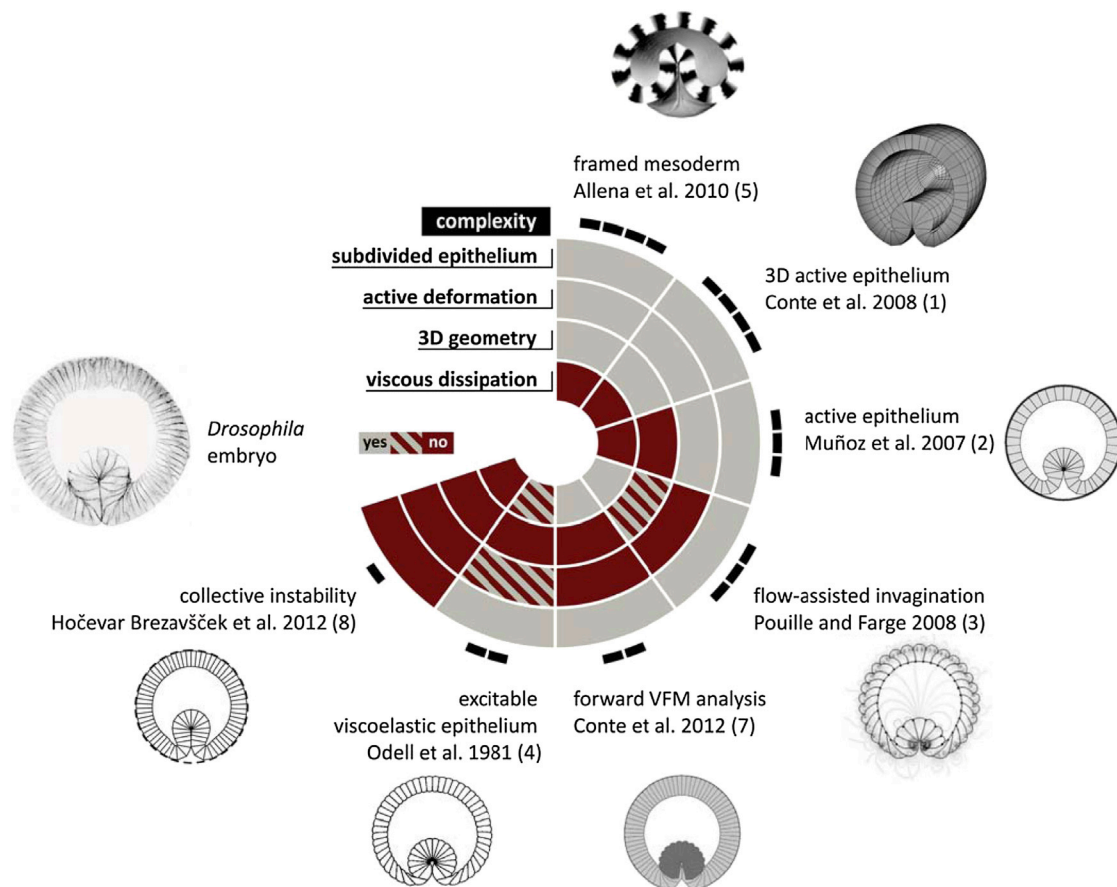 framed mesoderm
Allena et al. 2010 (5)
complexity
subdivided epithelium
active deformation
3D geometry
viscous dissipation
3D active epithelium
Conte et al. 2008 (1)
Drosophila
embryo
yes
no
active epithelium
Muñoz et al. 2007 (2)
collective instability
Hočevar Brezavšček et al. 2012 (8)
flow-assisted invagination
Pouille and Farge 2008 (3)
excitable
viscoelastic epithelium
Odell et al. 1981 (4)
forward VFM analysis
Conte et al. 2012 (7)